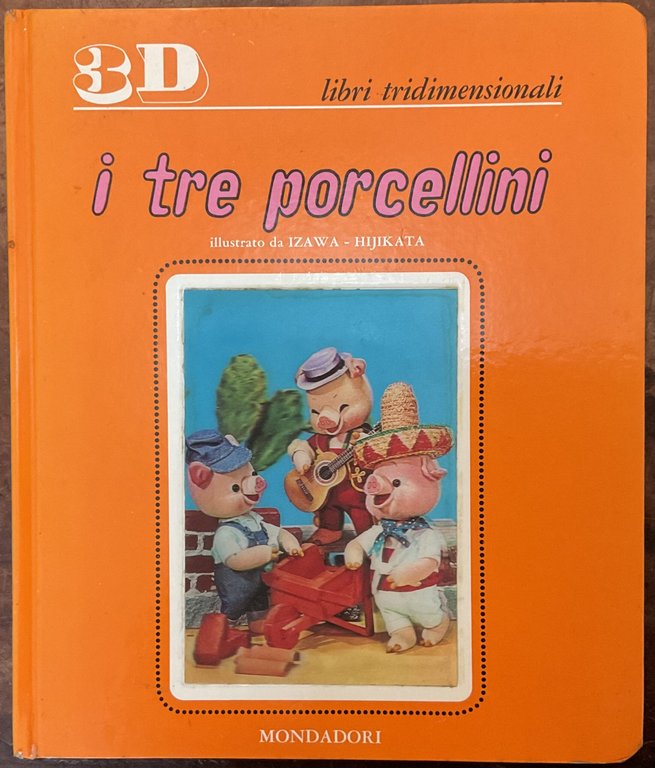 3D
libri tridimensionali
i tre porcellini
illustrato da IZAWA - HIJIKATA
MONDADORI